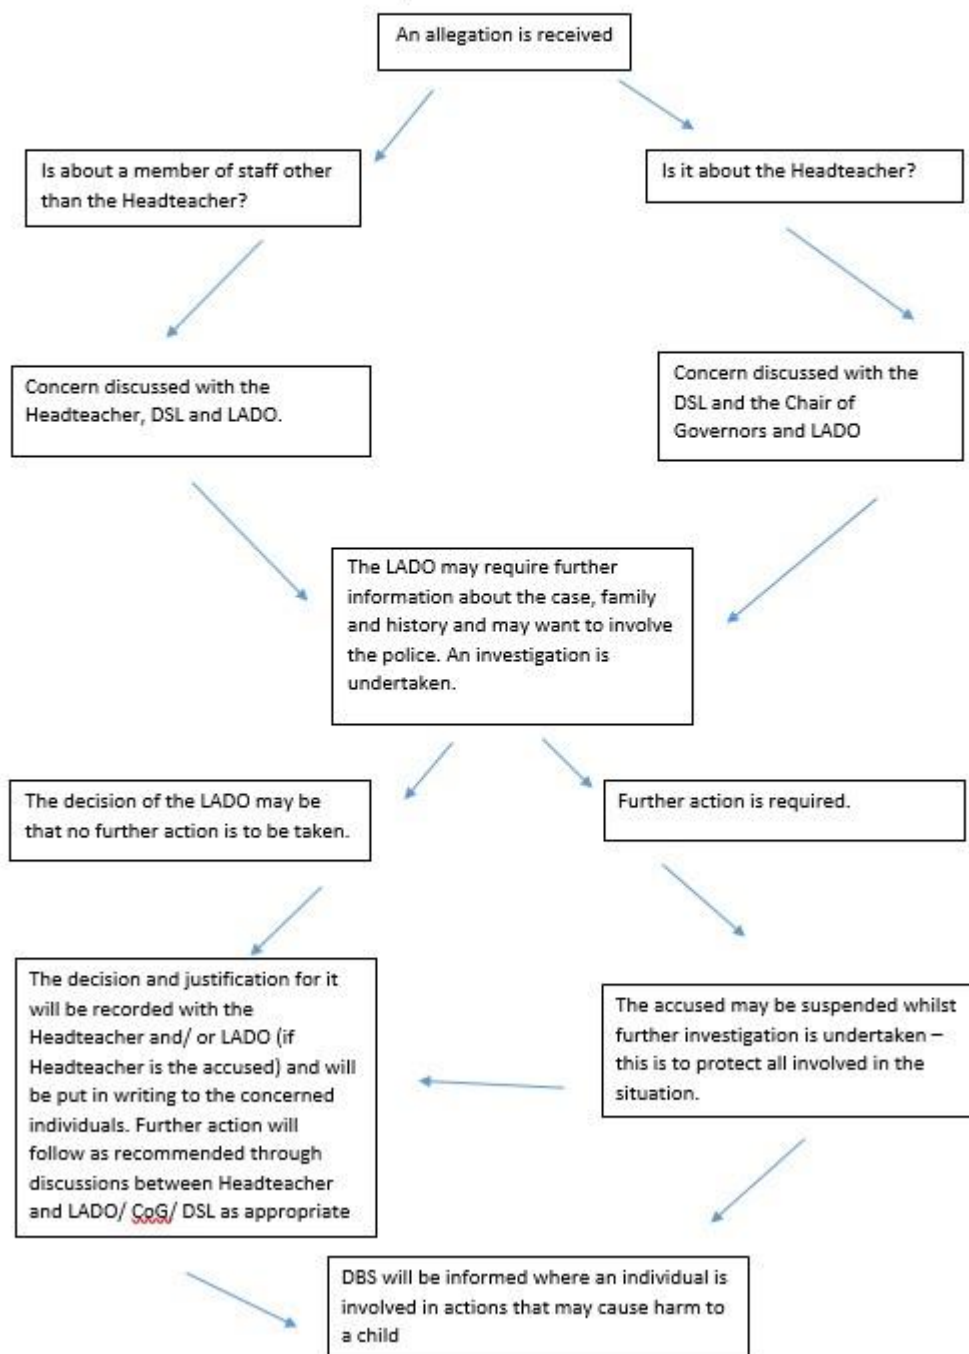 An allegation is received
Is about a member of staff other
than the Headteacher?
Is it about the Headteacher?
Concern discussed with the
Headteacher, DSL and LADO.
Concern discussed with the
DSL and the Chair of
Governors and LADO
The LADO may require further
information about the case, family
and history and may want to involve
the police. An investigation is
undertaken.
The decision of the LADO may be
that no further action is to be taken.
Further action is required.
The decision and justification for it
will be recorded with the
Headteacher and/ or LADO (if
Headteacher is the accused) and will
be put in writing to the concerned
individuals. Further action will
follow as recommended through
discussions between Headteacher
and LADO/ CoG/ DSL as appropriate
The accused may be suspended whilst
further investigation is undertaken –
this is to protect all involved in the
situation.
DBS will be informed where an individual is
involved in actions that may cause harm to
a child